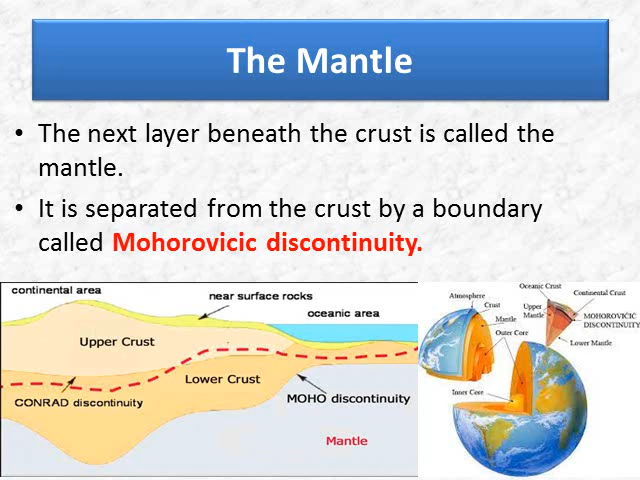 The Mantle
• The next layer beneath the crust is called the
mantle.
• It is separated from the crust by a boundary
called Mohorovicic discontinuity.
continental area
near surface rocks
oceanic area
Upper Crust
Lower Crust
CONRAD discontinuity
MOHO discontinuity
Mantle
Oceanic Crust
Continental Crust
Atmosphere
Crust
Upper
Mantle
MOHOROVIČIĆ
DISCONTINUITY
Mantle
Outer Core
Lower Mantle
Inner Core